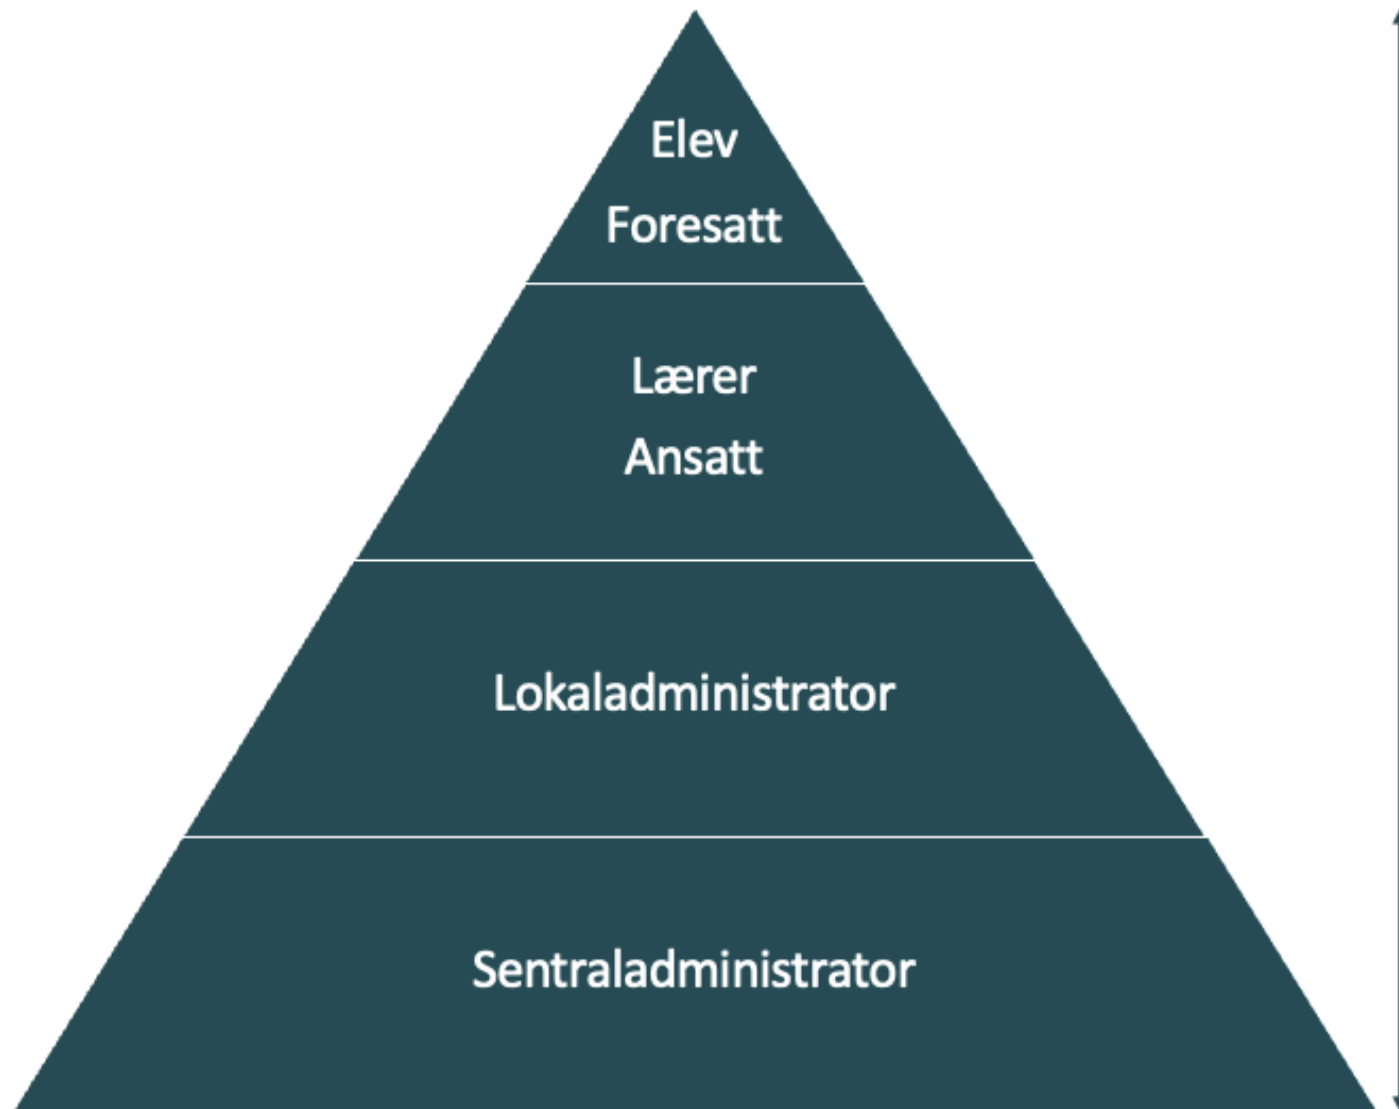 Elev
Foresatt
Lærer
Ansatt
Lokaladministrator
Sentraladministrator